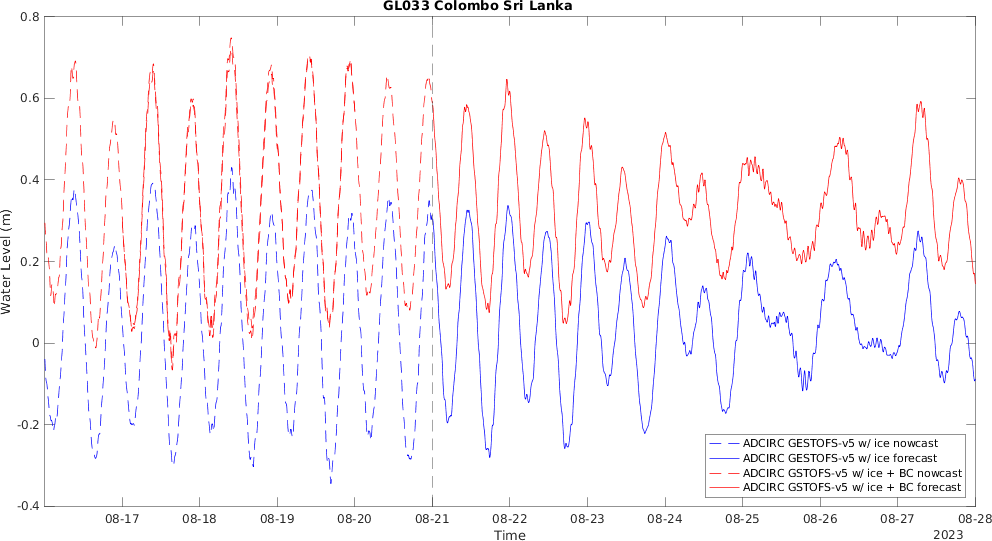 GL033 Colombo Sri Lanka
0.8
0.6
0.4
0.2
0
-0.2
-0.4
Water Level (m)
ADCIRC GESTOFS-v5 w/ ice nowcast
ADCIRC GESTOFS-v5 w/ ice forecast
ADCIRC GSTOFS-v5 w/ ice + BC nowcast
ADCIRC GSTOFS-v5 w/ ice + BC forecast
08-17 08-18 08-19 08-20 08-21 08-22 08-23 08-24 08-25 08-26 08-27 08-28
Time
2023